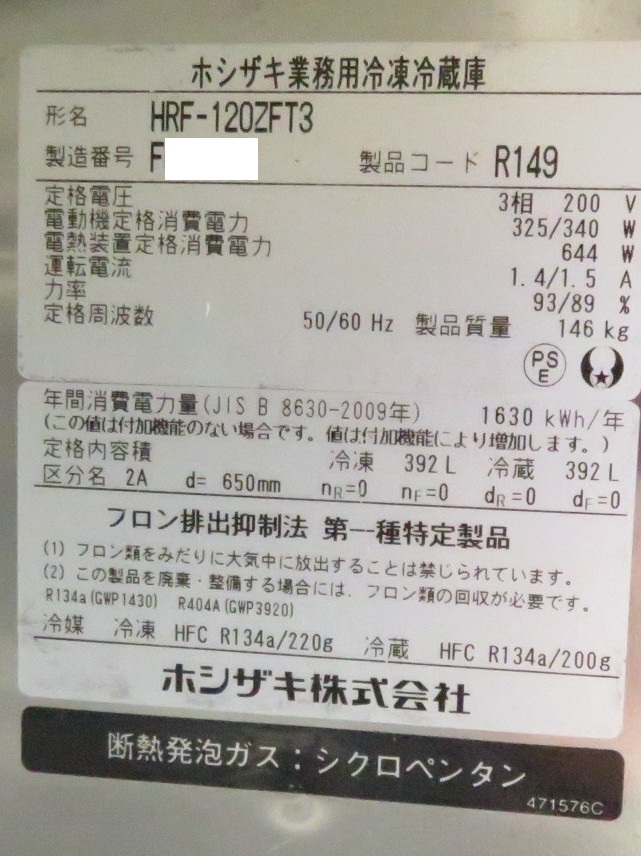 ホシザキ業務用冷凍冷蔵庫
形名 HRF-120ZFT3
製造番号 F 製品コード R149
定格電圧 3相 200 V
電動機定格消費電力 325/340 W
電熱装置定格消費電力 644 W
運転電流 1.4/1.5 A
力率 93/89 %
定格周波数 50/60 Hz 製品質量 146 kg
PS
E
年間消費電力量(JIS B 8630-2009年) 1630 kWh/年
(この値は付加機能のない場合です。値は付加機能により増加します。)
定格内容積 冷凍 392 L 冷蔵 392 L
区分名 2A d= 650mm nR=0 nF=0 dR=0 dF=0
フロン排出抑制法 第一種特定製品
(1) フロン類をみだりに大気中に放出することは禁じられています。
(2) この製品を廃棄・整備する場合には、フロン類の回収が必要です。
R134a(GWP1430) R404A(GWP3920)
冷媒 冷凍 HFC R134a/220g 冷蔵 HFC R134a/200g
ホシザキ株式会社
断熱発泡ガス:シクロペンタン
471576C